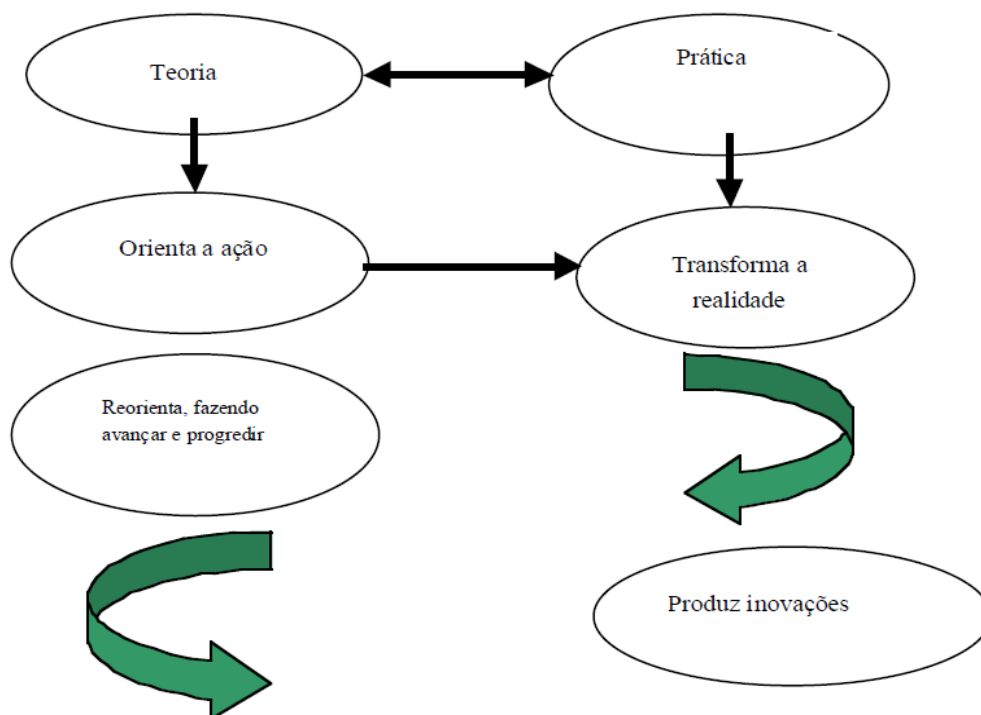 Teoria
Prática
Orienta a ação
Transforma a
realidade
Reorienta, fazendo
avançar e progredir
Produz inovações